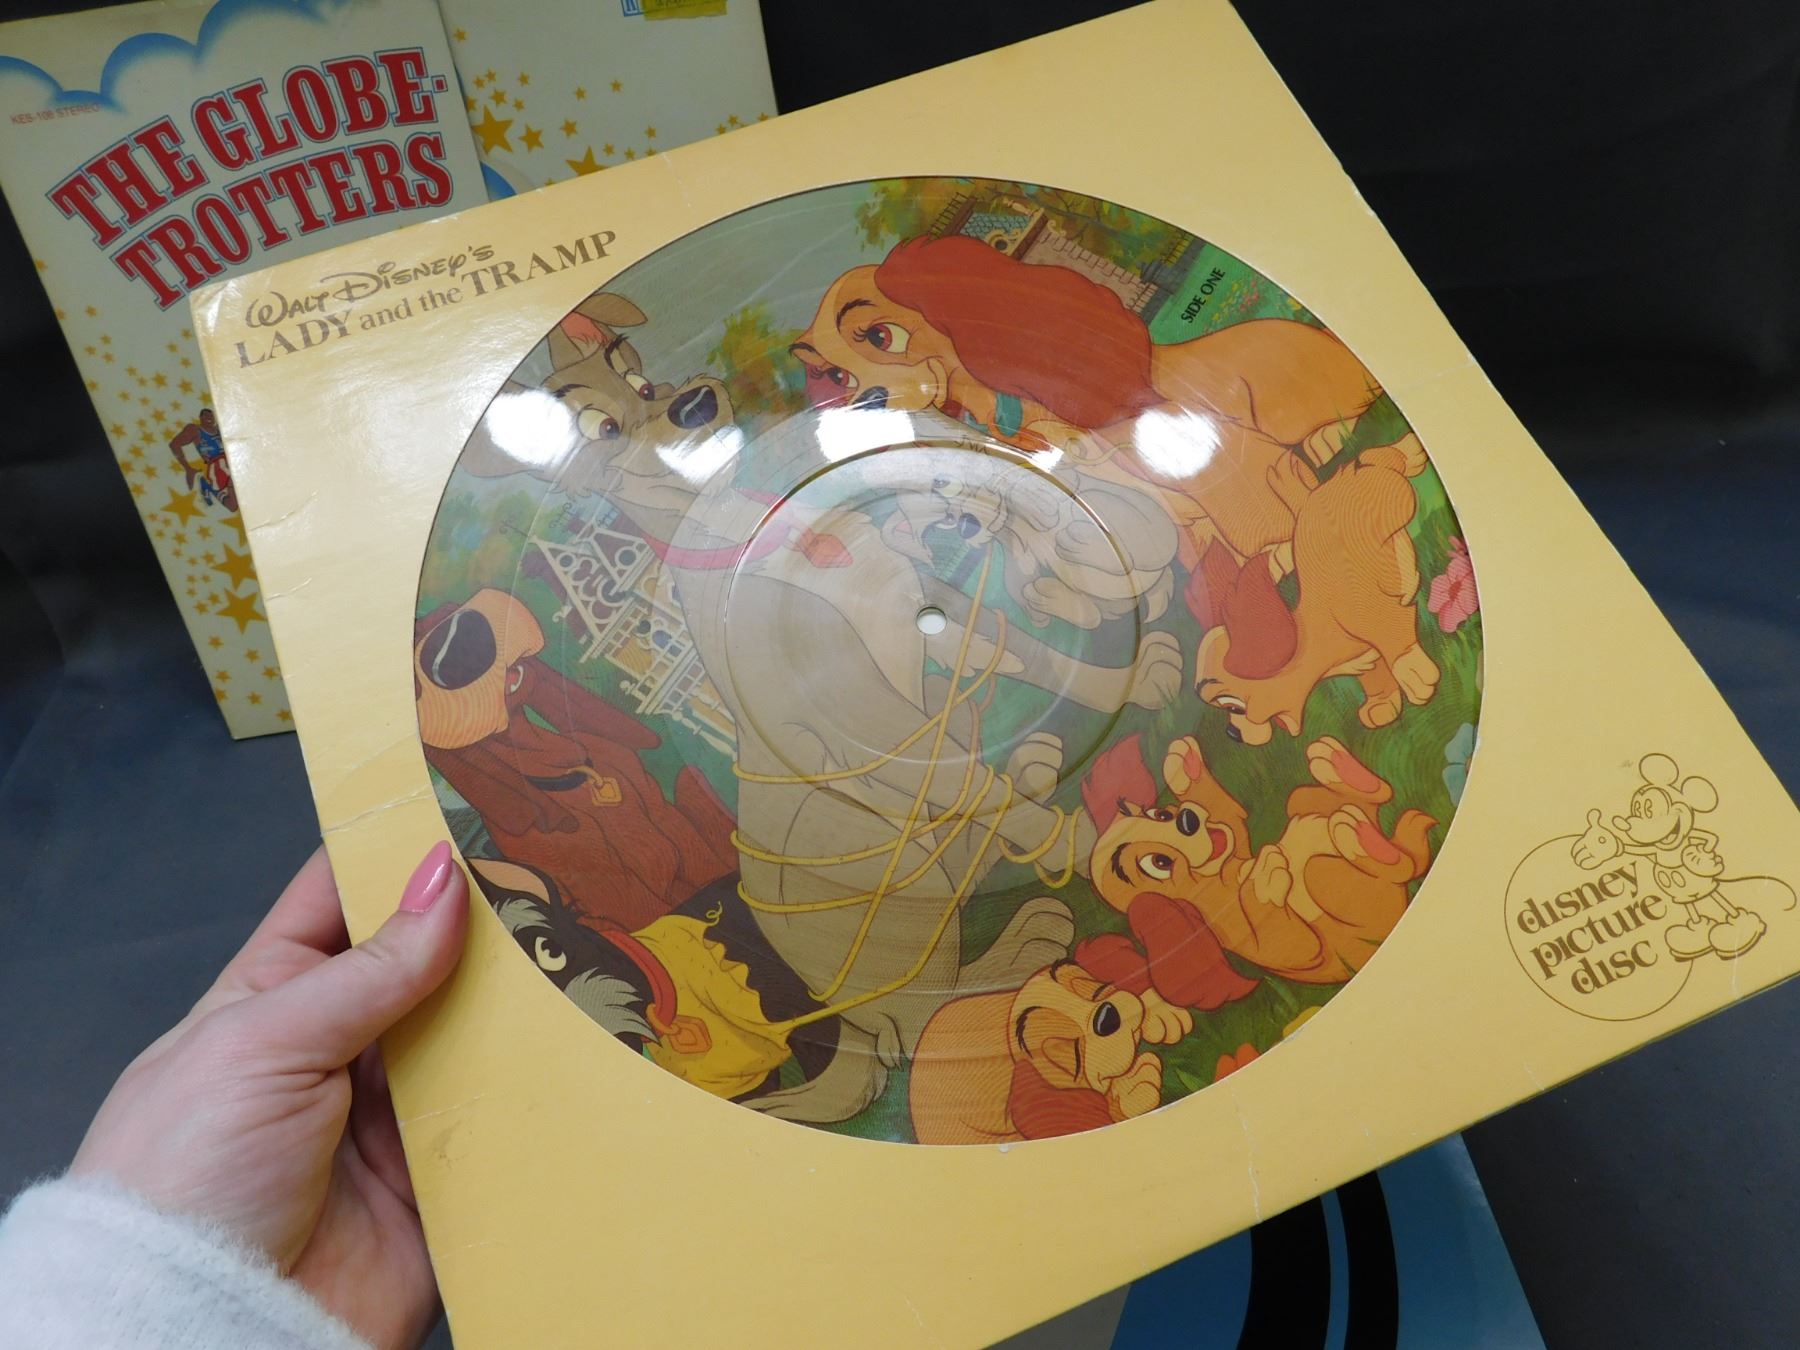 KES-108 STEREO
THE GLOBE-
TROTTERS
WALT DISNEY'S
LADY and the TRAMP
SIDE ONE
disney
picture
disc